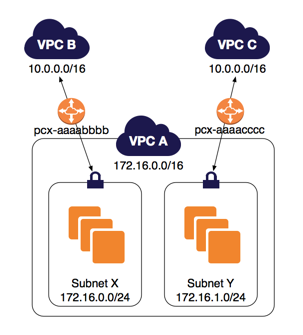 VPC B
10.0.0.0/16
VPC C
10.0.0.0/16
pcx-aaaabbbb
pcx-aaaacccc
VPC A
172.16.0.0/16
Subnet X
172.16.0.0/24
Subnet Y
172.16.1.0/24